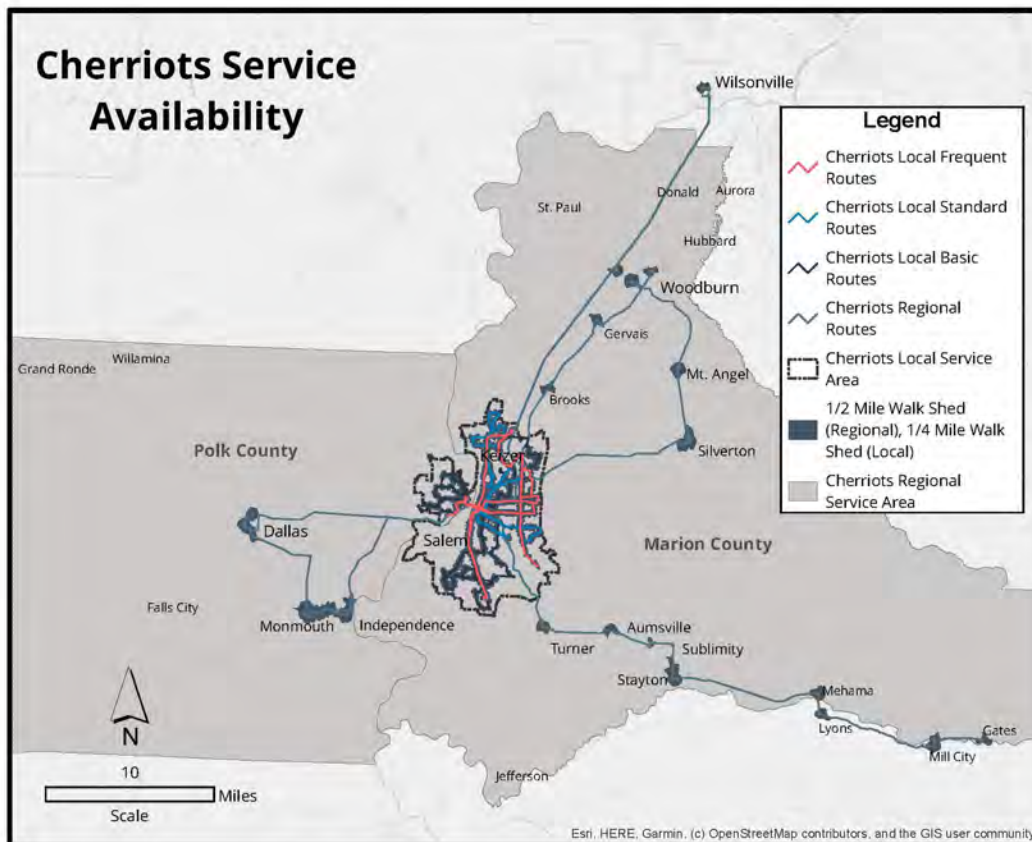 Cherriots Service
Availability
Wilsonville
Legend
Cherriots Local Frequent
Routes
Cherriots Local Standard
Routes
Cherriots Local Basic
Routes
Cherriots Regional
Routes
Cherriots Local Service
Area
1/2 Mile Walk Shed
(Regional), 1/4 Mile Walk
Shed (Local)
Cherriots Regional
Service Area
Donald
Aurora
St. Paul
Hubbard
Woodburn
Gervais
Willamina
Grand Ronde
Mt. Angel
Brooks
Polk County
Keizer
Silverton
Dallas
Salem
Marion County
Falls City
Monmouth
Independence
Turner
Aumsville
Sublimity
Stayton
Mehama
Lyons
Gates
Mill City
Jefferson
N
10
Miles
Scale
Esri, HERE, Garmin, (c) OpenStreetMap contributors, and the GIS user community